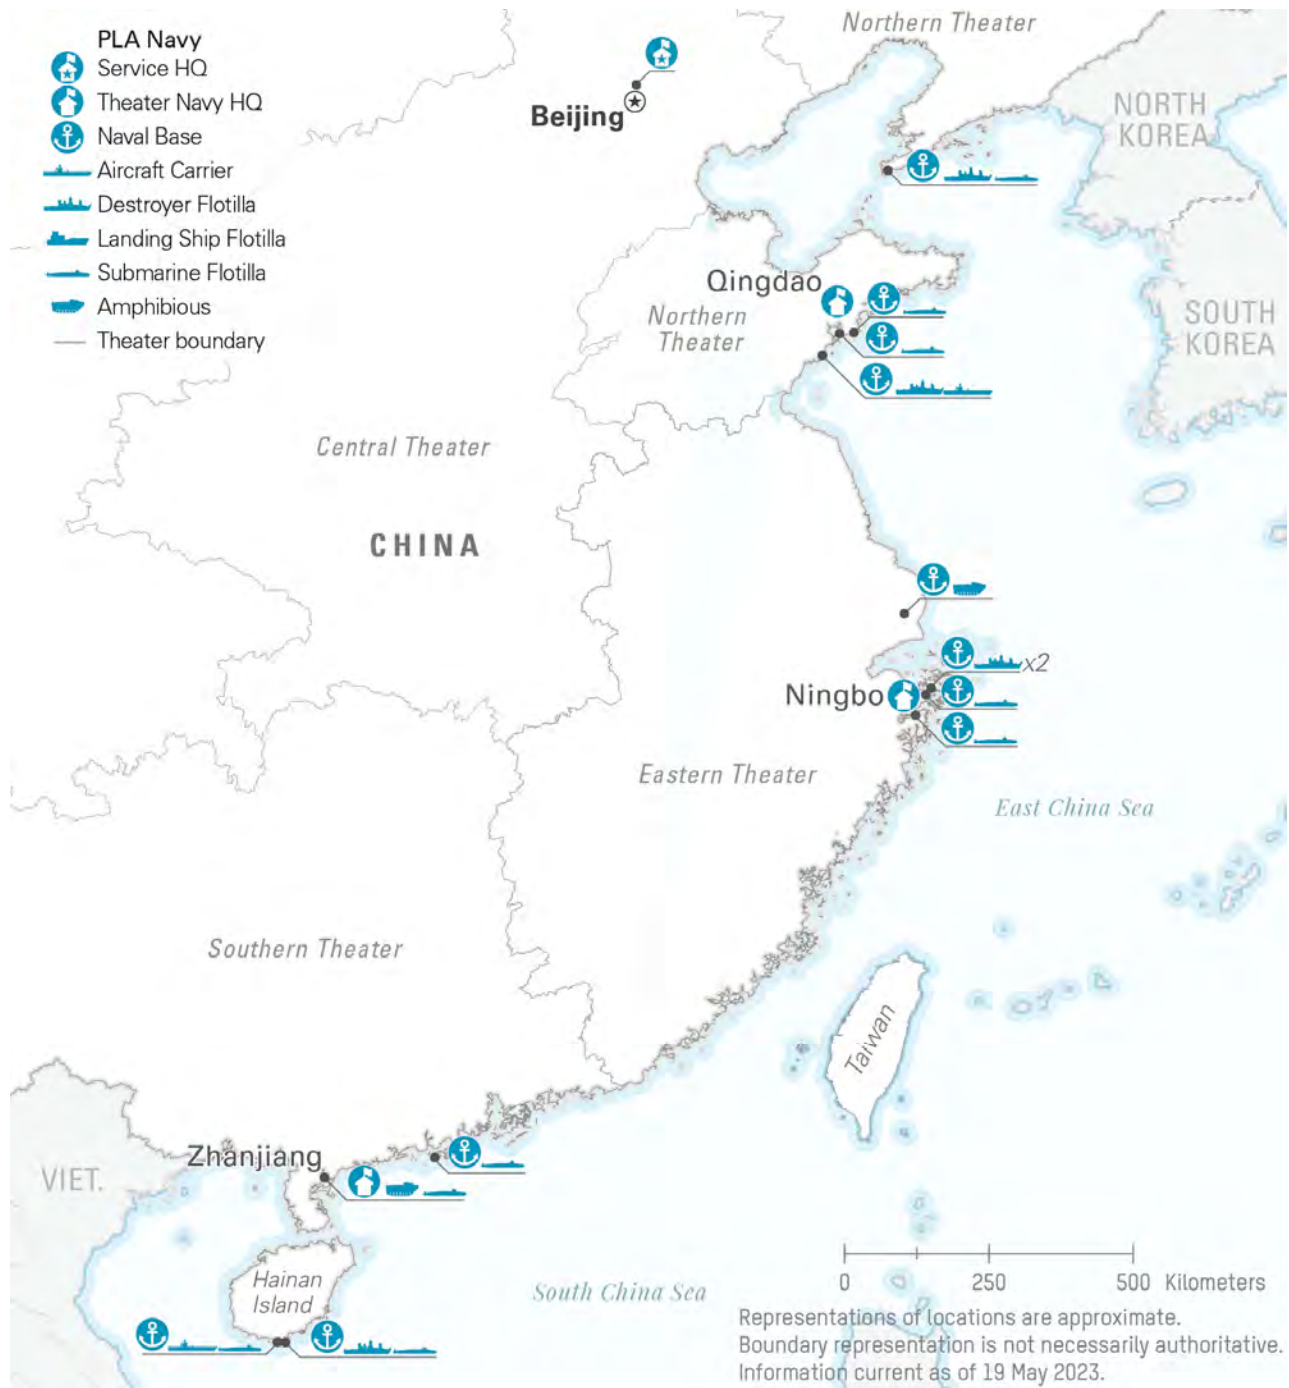 PLA Navy
Service HQ
Theater Navy HQ
Naval Base
Aircraft Carrier
Destroyer Flotilla
Landing Ship Flotilla
Submarine Flotilla
Amphibious
Theater boundary
Northern Theater
Beijing
NORTH
KOREA
Qingdao
Northern
Theater
SOUTH
KOREA
Central Theater
CHINA
x2
Ningbo
Eastern Theater
East China Sea
Southern Theater
Taiwan
Zhanjiang
VIET.
Hainan
Island
South China Sea
0 250 500 Kilometers
Representations of locations are approximate.
Boundary representation is not necessarily authoritative.
Information current as of 19 May 2023.